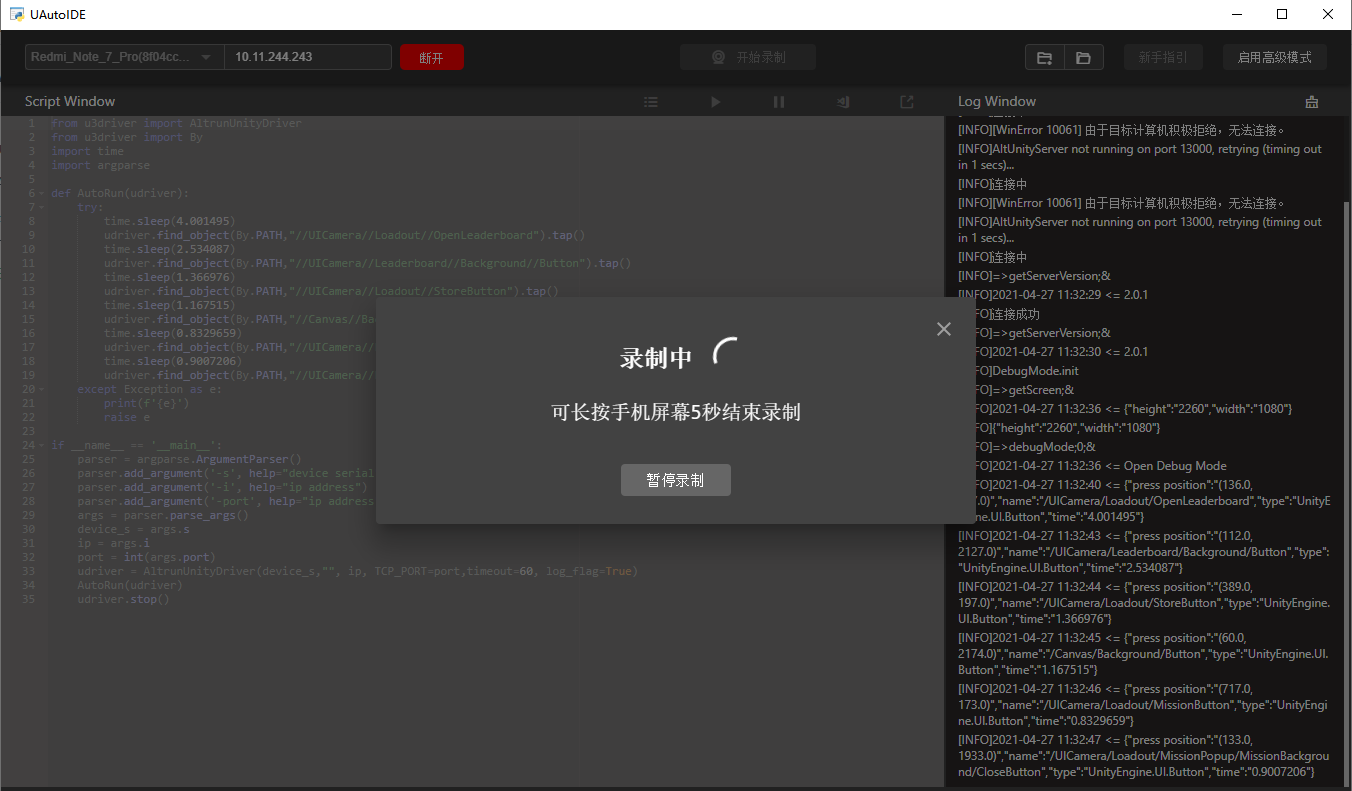 UAutoIDE
Redmi_Note_7_Pro(8f04cc...
10.11.244.243
断开
开始录制
新手指引
启用高级模式
Script Window
1 from u3driver import AltrunUnityDriver
2 from u3driver import By
3 import time
4 import argparse
5
6 def AutoRun(udriver):
7 try:
8 time.sleep(4.001495)
9 udriver.find_object(By.PATH,"//UICamera//Loadout//OpenLeaderboard").tap()
10 time.sleep(2.534087)
11 udriver.find_object(By.PATH,"//UICamera//Leaderboard//Background//Button").tap()
12 time.sleep(1.366976)
13 udriver.find_object(By.PATH,"//UICamera//Loadout//StoreButton").tap()
14 time.sleep(1.167515)
15 udriver.find_object(By.PATH,"//Canvas//Ba
16 time.sleep(0.8329659)
17 udriver.find_object(By.PATH,"//UICamera//
18 time.sleep(0.9007206)
19 udriver.find_object(By.PATH,"//UICamera//
20 except Exception as e:
21 print(f'{e}')
22 raise e
23
24 if __name__ == '__main__':
25 parser = argparse.ArgumentParser()
26 parser.add_argument('-s', help="device serial
27 parser.add_argument('-i', help="ip address")
28 parser.add_argument('-port', help="ip address
29 args = parser.parse_args()
30 device_s = args.s
31 ip = args.i
32 port = int(args.port)
33 udriver = AltrunUnityDriver(device_s,"", ip, TCP_PORT=port,timeout=60, log_flag=True)
34 AutoRun(udriver)
35 udriver.stop()
录制中
可长按手机屏幕5秒结束录制
暂停录制
Log Window
[INFO][WinError 10061] 由于目标计算机积极拒绝，无法连接。
[INFO]AltUnityServer not running on port 13000, retrying (timing out
in 1 secs)...
[INFO]连接中
[INFO][WinError 10061] 由于目标计算机积极拒绝，无法连接。
[INFO]AltUnityServer not running on port 13000, retrying (timing out
in 1 secs)...
[INFO]连接中
[INFO]=>getServerVersion;&
[INFO]2021-04-27 11:32:29 <= 2.0.1
FO]连接成功
FO]=>getServerVersion;&
FO]2021-04-27 11:32:30 <= 2.0.1
FO]DebugMode.init
FO]=>getScreen;&
FO]2021-04-27 11:32:36 <= {"height":"2260","width":"1080"}
FO]{"height":"2260","width":"1080"}
FO]=>debugMode;0;&
FO]2021-04-27 11:32:36 <= Open Debug Mode
FO]2021-04-27 11:32:40 <= {"press position":"(136.0,
7.0)","name":"/UICamera/Loadout/OpenLeaderboard","type":"UnityE
ne.UI.Button","time":"4.001495"}
[INFO]2021-04-27 11:32:43 <= {"press position":"(112.0,
2127.0)","name":"/UICamera/Leaderboard/Background/Button","type":
"UnityEngine.UI.Button","time":"2.534087"}
[INFO]2021-04-27 11:32:44 <= {"press position":"(389.0,
197.0)","name":"/UICamera/Loadout/StoreButton","type":"UnityEngine.
UI.Button","time":"1.366976"}
[INFO]2021-04-27 11:32:45 <= {"press position":"(60.0,
2174.0)","name":"/Canvas/Background/Button","type":"UnityEngine.UI.
Button","time":"1.167515"}
[INFO]2021-04-27 11:32:46 <= {"press position":"(717.0,
173.0)","name":"/UICamera/Loadout/MissionButton","type":"UnityEngi
ne.UI.Button","time":"0.8329659"}
[INFO]2021-04-27 11:32:47 <= {"press position":"(133.0,
1933.0)","name":"/UICamera/Loadout/MissionPopup/MissionBackgrou
nd/CloseButton","type":"UnityEngine.UI.Button","time":"0.9007206"}